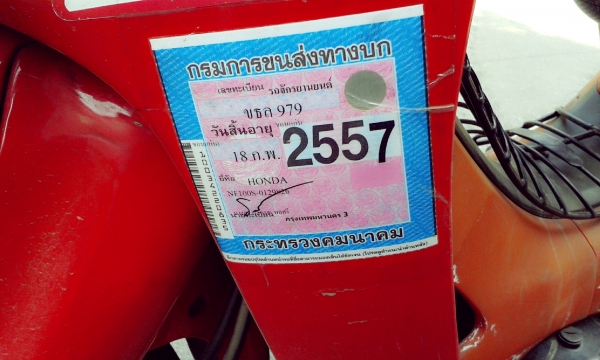 กรมการขนส่งทางบก
เลขทะเบียน รถจักรยานยนต์
ขธล 979
วันสิ้นอายุ
18 ก.พ. 2557
ยี่ห้อ HONDA
กรุงเทพมหานคร 3
กระทรวงคมนาคม